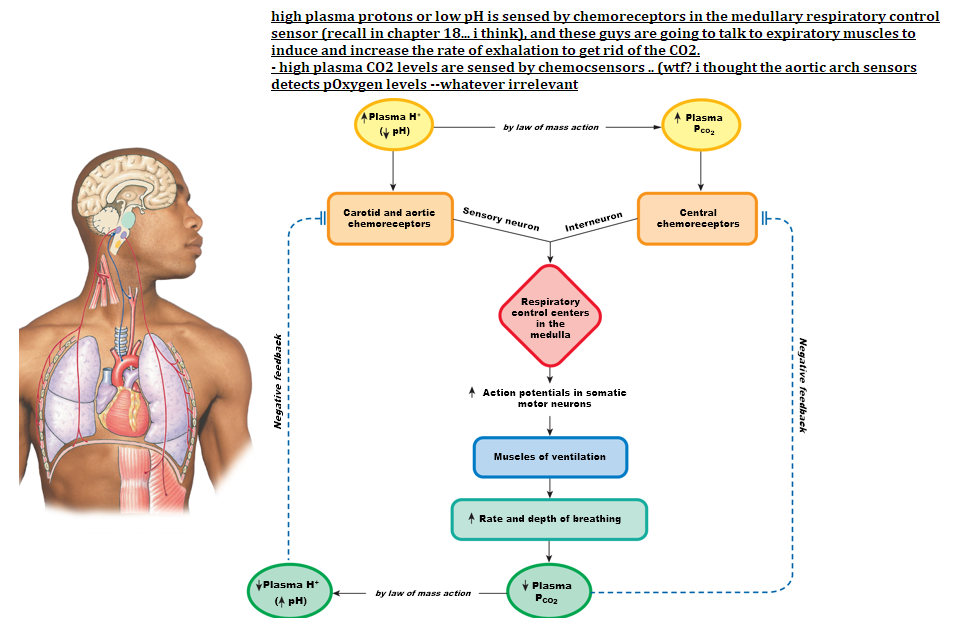 high plasma protons or low pH is sensed by chemoreceptors in the medullary respiratory control
sensor (recall in chapter 18... i think), and these guys are going to talk to expiratory muscles to
induce and increase the rate of exhalation to get rid of the CO2.
- high plasma CO2 levels are sensed by chemocsensors .. (wtf? i thought the aortic arch sensors
detects pOxygen levels --whatever irrelevant
↑Plasma H⁺
(↓ pH)
by law of mass action
↑ Plasma
Pco₂
Carotid and aortic
chemoreceptors
Sensory neuron
Interneuron
Central
chemoreceptors
Respiratory
control centers
in the
medulla
Negative feedback
Negative feedback
↑ Action potentials in somatic
motor neurons
Muscles of ventilation
↑ Rate and depth of breathing
↓Plasma H⁺
(↑ pH)
by law of mass action
↓ Plasma
Pco₂